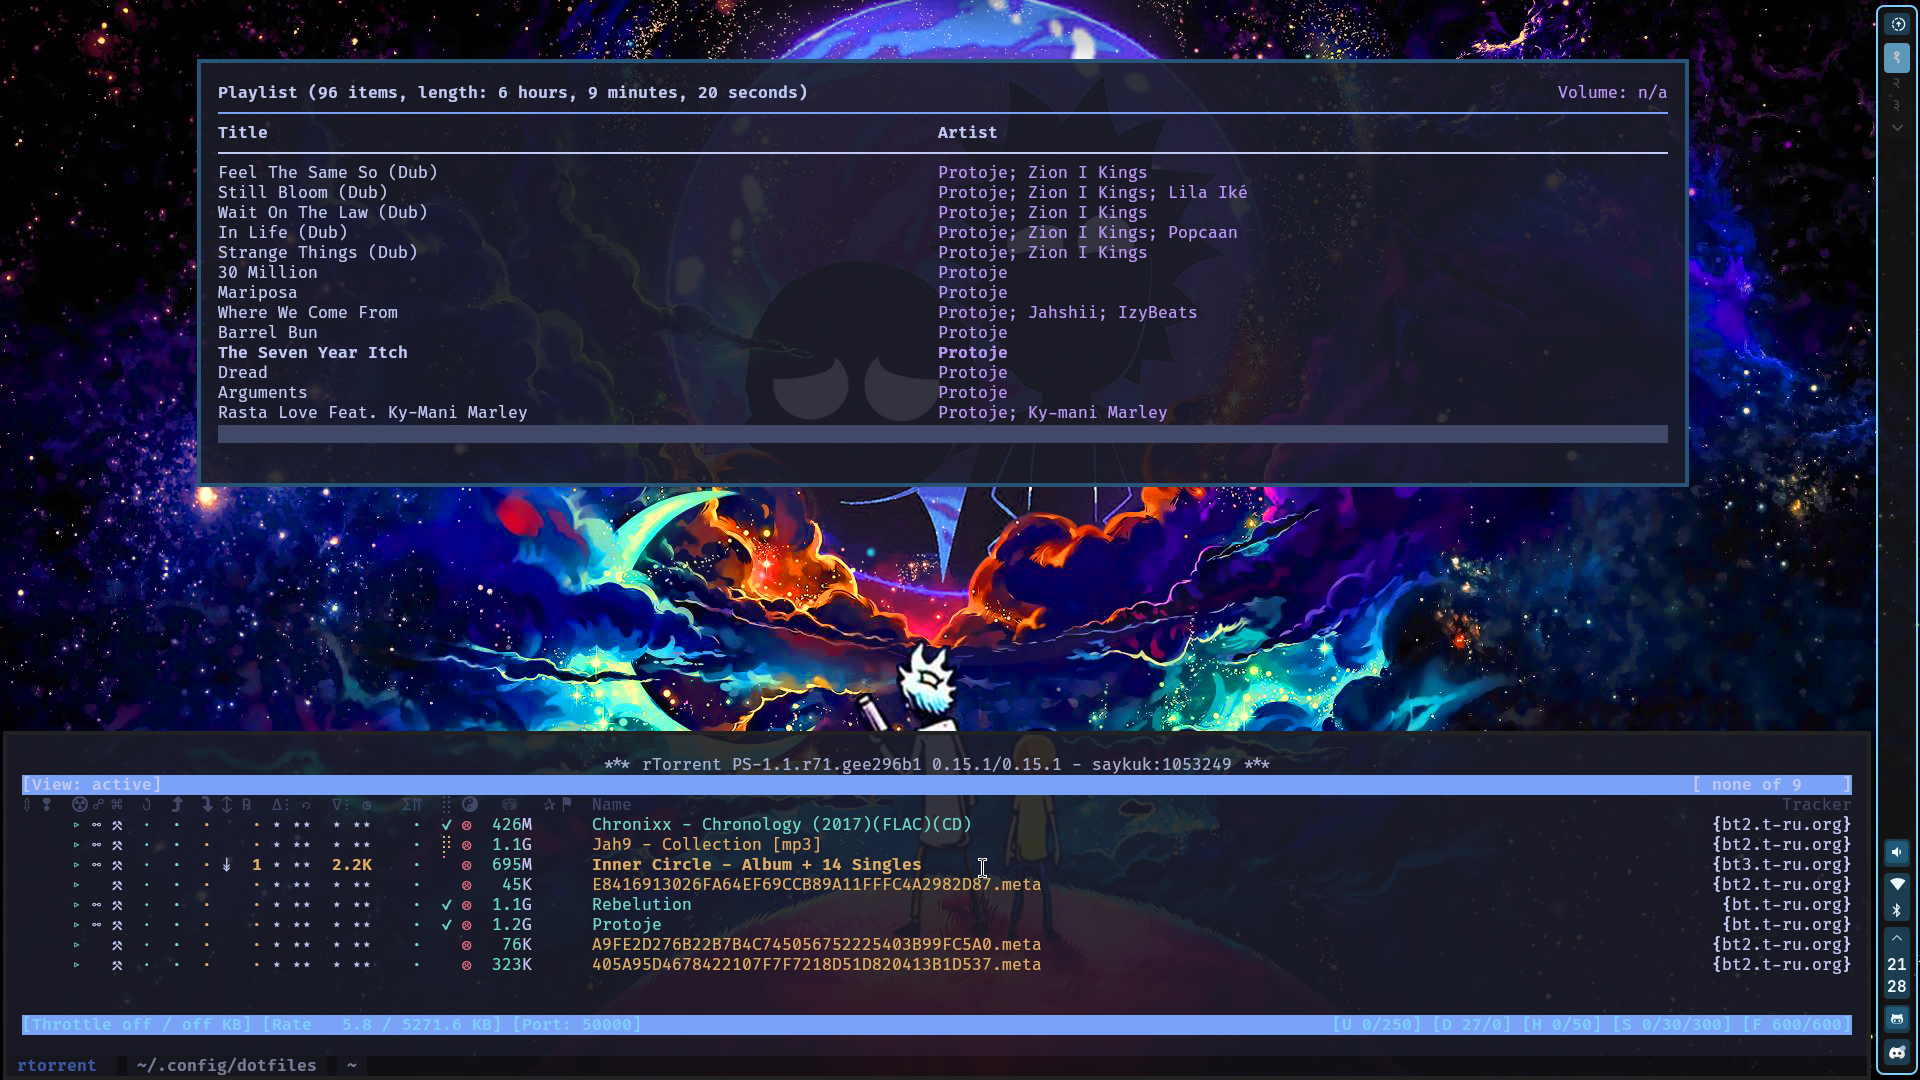 Playlist (96 items, length: 6 hours, 9 minutes, 20 seconds) Volume: n/a
Title Artist
Feel The Same So (Dub) Protoje; Zion I Kings
Still Bloom (Dub) Protoje; Zion I Kings; Lila Iké
Wait On The Law (Dub) Protoje; Zion I Kings
In Life (Dub) Protoje; Zion I Kings; Popcaan
Strange Things (Dub) Protoje; Zion I Kings
30 Million Protoje
Mariposa Protoje
Where We Come From Protoje; Jahshii; IzyBeats
Barrel Bun Protoje
The Seven Year Itch Protoje
Dread Protoje
Arguments Protoje
Rasta Love Feat. Ky-Mani Marley Protoje; Ky-mani Marley
*** rTorrent PS-1.1.r71.gee296b1 0.15.1/0.15.1 - saykuk:1053249 ***
[View: active] [ none of 9 ]
Name Tracker
426M Chronixx - Chronology (2017)(FLAC)(CD) {bt2.t-ru.org}
1.1G Jah9 - Collection [mp3] {bt2.t-ru.org}
1 2.2K 695M Inner Circle - Album + 14 Singles {bt3.t-ru.org}
45K E8416913026FA64EF69CCB89A11FFFC4A2982D87.meta {bt2.t-ru.org}
1.1G Rebelution {bt.t-ru.org}
1.2G Protoje {bt.t-ru.org}
76K A9FE2D276B22B7B4C745056752225403B99FC5A0.meta {bt2.t-ru.org}
323K 405A95D4678422107F7F7218D51D820413B1D537.meta {bt2.t-ru.org}
[Throttle off / off KB] [Rate 5.8 / 5271.6 KB] [Port: 50000] [U 0/250] [D 27/0] [H 0/50] [S 0/30/300] [F 600/600]
rtorrent ~/.config/dotfiles ~
१
२
३
21
28